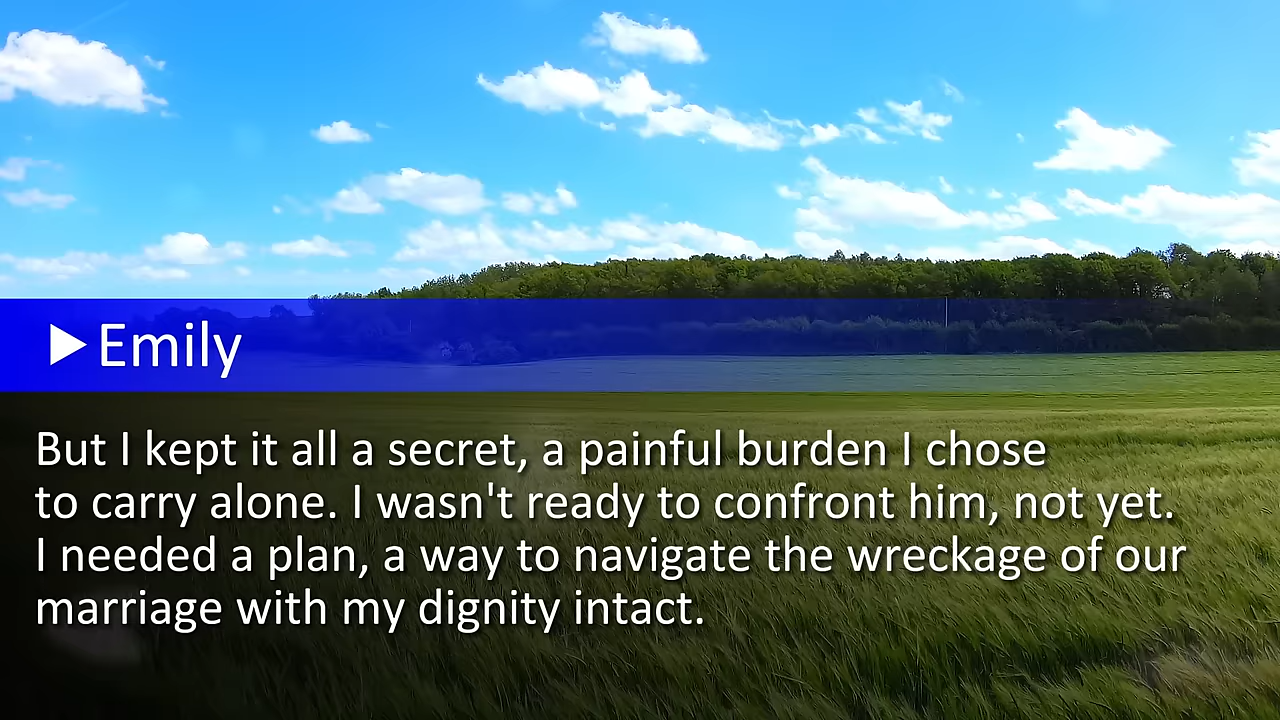 Emily
But I kept it all a secret, a painful burden I chose
to carry alone. I wasn't ready to confront him, not yet.
I needed a plan, a way to navigate the wreckage of our
marriage with my dignity intact.